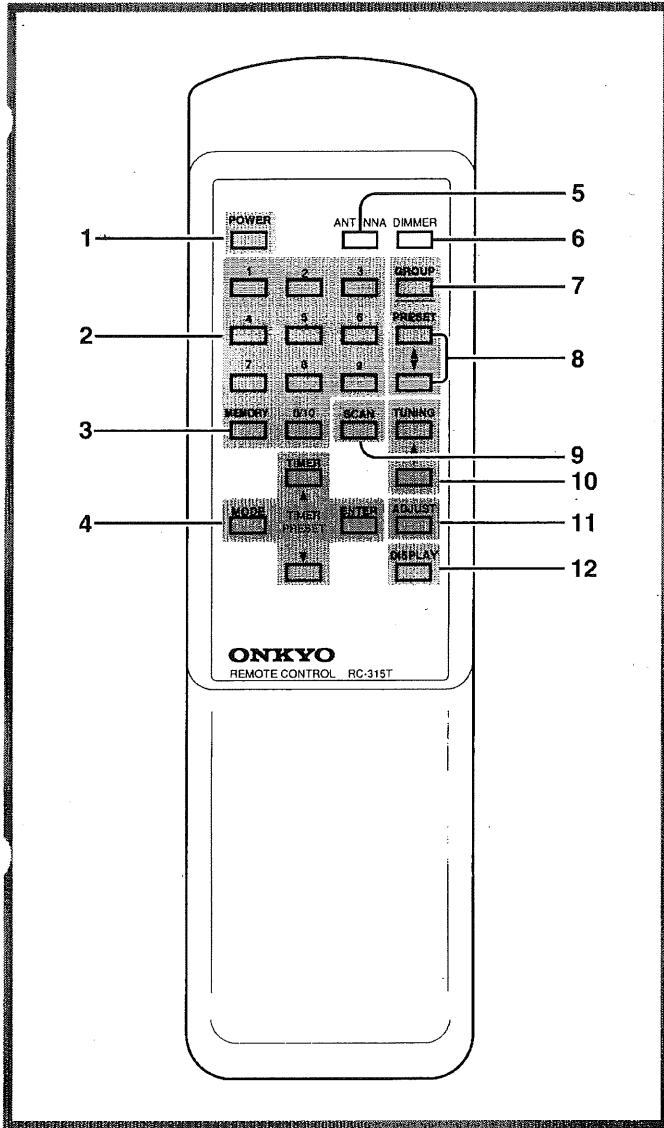 5
POWER ANTENNA DIMMER
1 6
1 2 3 GROUP
7
4 5 6 PRESET
2 8
7 8 9
MEMORY 0/10 SCAN TUNING
3
9
TIMER
10
MODE TIMER ENTER ADJUST
4 PRESET 11
DISPLAY
12
ONKYO
REMOTE CONTROL RC-315T